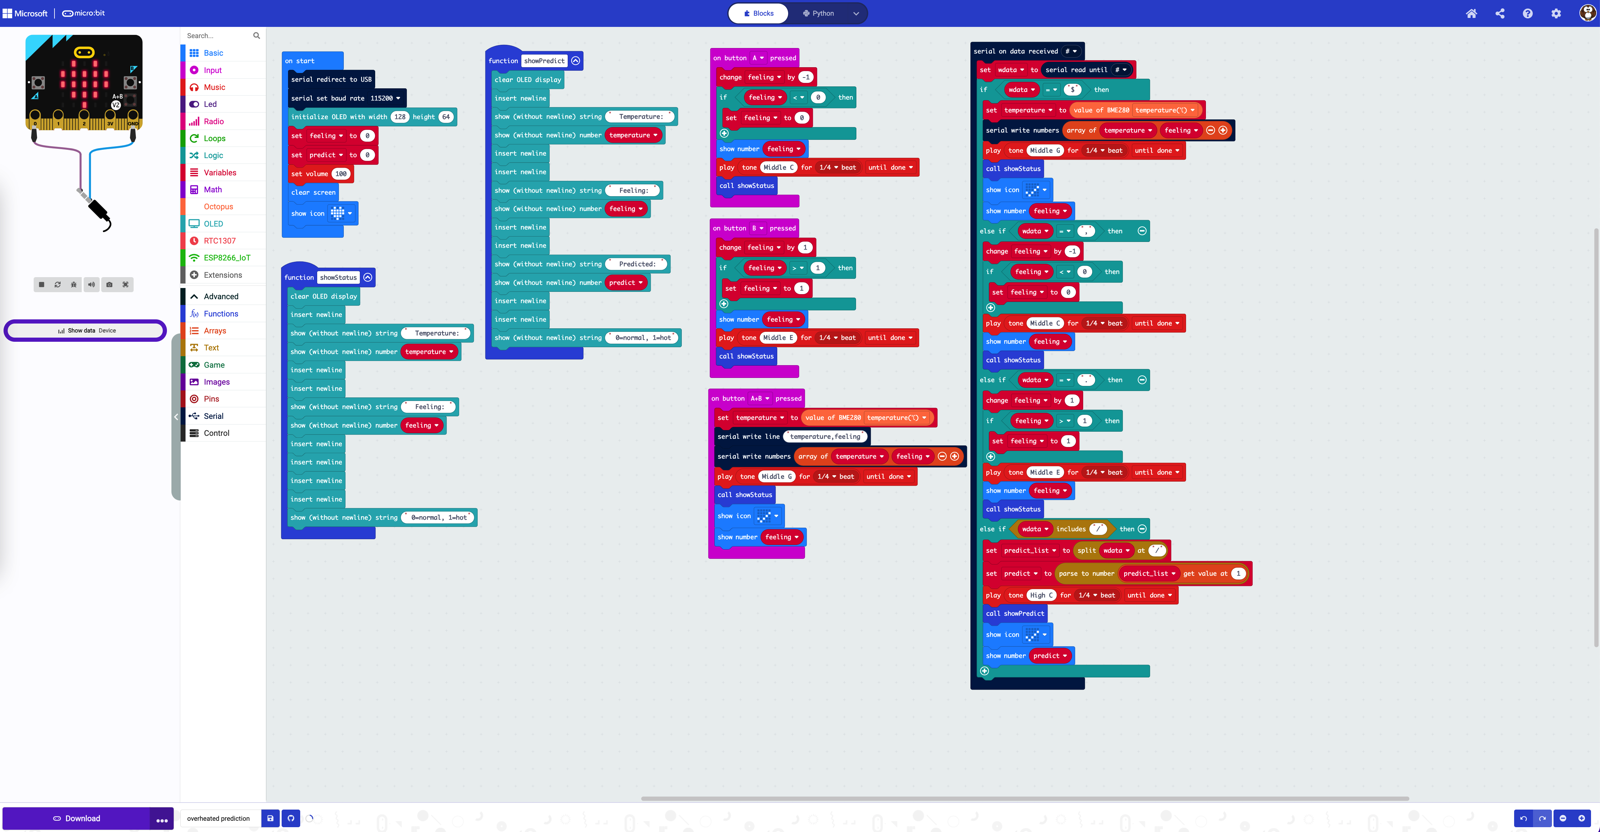 Microsoft | micro:bit
Blocks
Python
Search...
Basic
Input
Music
Led
Radio
Loops
Logic
Variables
Math
Octopus
OLED
RTC1307
ESP8266_IoT
Extensions
Advanced
Functions
Arrays
Text
Game
Images
Pins
Serial
Control
A+B
V2
0 1 2 3V GND
Show data Device
on start
serial redirect to USB
serial set baud rate 115200
initialize OLED with width 128 height 64
set feeling to 0
set predict to 0
set volume 100
clear screen
show icon
function showStatus
clear OLED display
insert newline
show (without newline) string " Temperature: "
show (without newline) number temperature
insert newline
insert newline
show (without newline) string " Feeling: "
show (without newline) number feeling
insert newline
insert newline
insert newline
insert newline
show (without newline) string " 0=normal, 1=hot "
function showPredict
clear OLED display
insert newline
show (without newline) string " Temperature: "
show (without newline) number temperature
insert newline
insert newline
show (without newline) string " Feeling: "
show (without newline) number feeling
insert newline
insert newline
show (without newline) string " Predicted: "
show (without newline) number predict
insert newline
insert newline
show (without newline) string " 0=normal, 1=hot "
on button A pressed
change feeling by -1
if feeling < 0 then
set feeling to 0
show number feeling
play tone Middle C for 1/4 beat until done
call showStatus
on button B pressed
change feeling by 1
if feeling > 1 then
set feeling to 1
show number feeling
play tone Middle E for 1/4 beat until done
call showStatus
on button A+B pressed
set temperature to value of BME280 temperature(℃)
serial write line "temperature,feeling"
serial write numbers array of temperature feeling
play tone Middle G for 1/4 beat until done
call showStatus
show icon
show number feeling
serial on data received #
set wdata to serial read until #
if wdata = "$" then
set temperature to value of BME280 temperature(℃)
serial write numbers array of temperature feeling
play tone Middle G for 1/4 beat until done
call showStatus
show icon
show number feeling
else if wdata = "," then
change feeling by -1
if feeling < 0 then
set feeling to 0
play tone Middle C for 1/4 beat until done
show number feeling
call showStatus
else if wdata = "." then
change feeling by 1
if feeling > 1 then
set feeling to 1
play tone Middle E for 1/4 beat until done
show number feeling
call showStatus
else if wdata includes "/" then
set predict_list to split wdata at "/"
set predict to parse to number predict_list get value at 1
play tone High C for 1/4 beat until done
call showPredict
show icon
show number predict
Download
overheated prediction